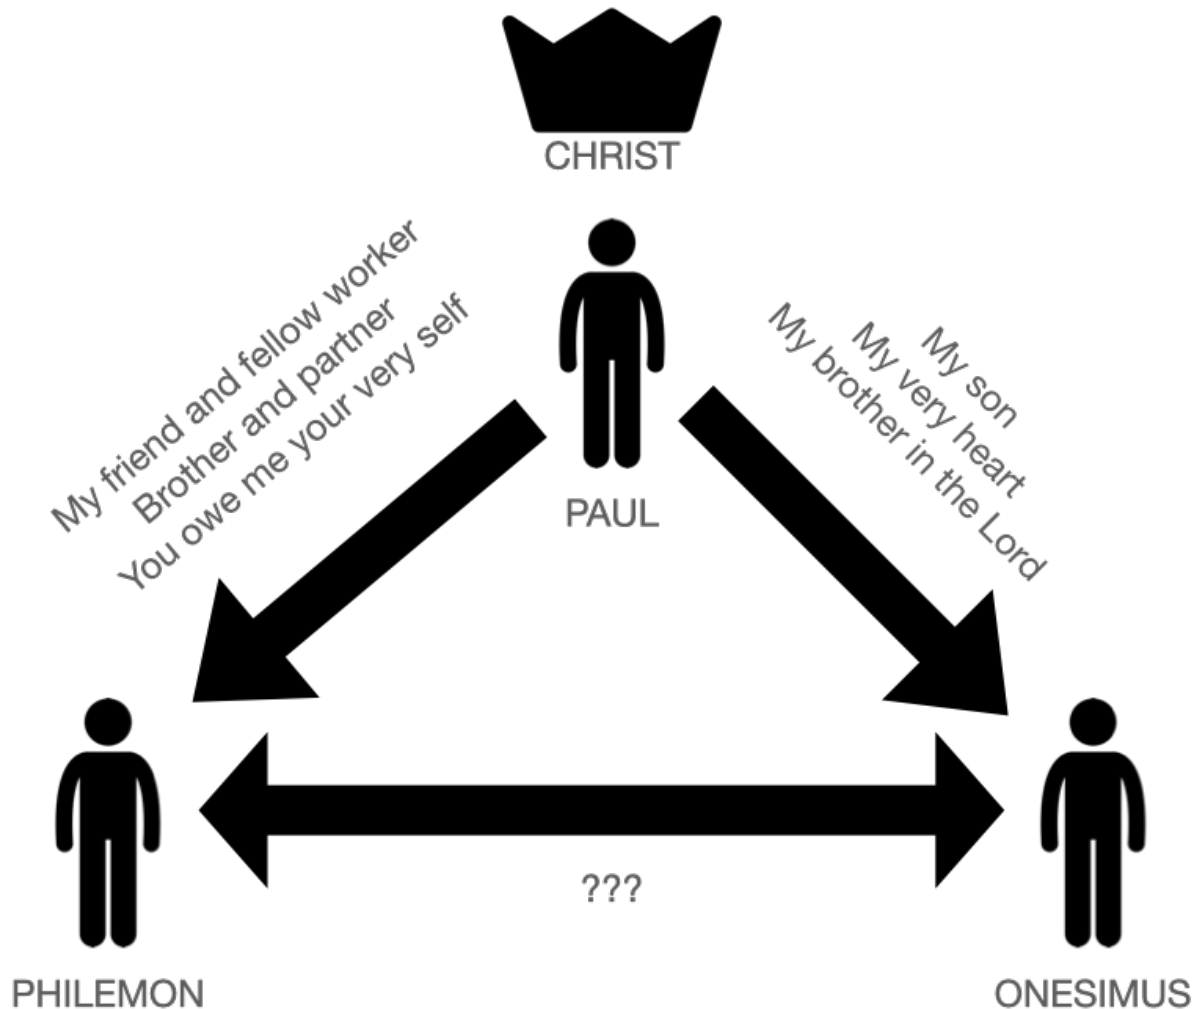 CHRIST
My friend and fellow worker
Brother and partner
You owe me your very self
My son
My very heart
My brother in the Lord
PAUL
???
PHILEMON
ONESIMUS